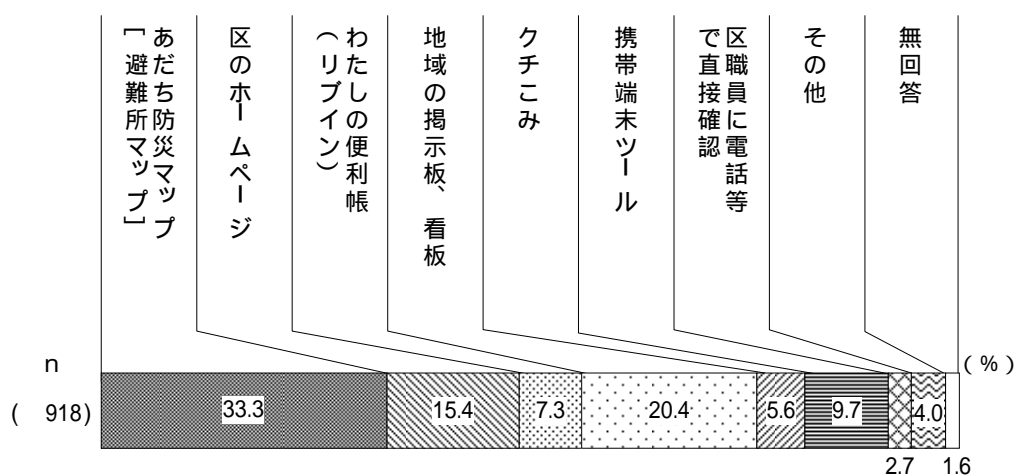 あだち防災マップ
［避難所マップ］
区のホームページ
わたしの便利帳
（リブイン）
地域の掲示板、看板
クチこみ
携帯端末ツール
区職員に電話等
で直接確認
その他
無回答
n
（％）
(918)
33.3
15.4
7.3
20.4
5.6
9.7
4.0
2.7
1.6